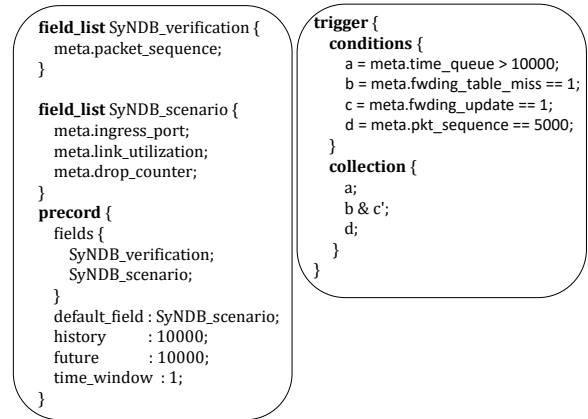 field_list SyNDB_verification {
meta.packet_sequence;
}
field_list SyNDB_scenario {
meta.ingress_port;
meta.link_utilization;
meta.drop_counter;
}
precord {
fields {
SyNDB_verification;
SyNDB_scenario;
}
default_field : SyNDB_scenario;
history : 10000;
future : 10000;
time_window : 1;
}
trigger {
conditions {
a = meta.time_queue > 10000;
b = meta.fwding_table_miss == 1;
c = meta.fwding_update == 1;
d = meta.pkt_sequence == 5000;
}
collection {
a;
b & c';
d;
}
}